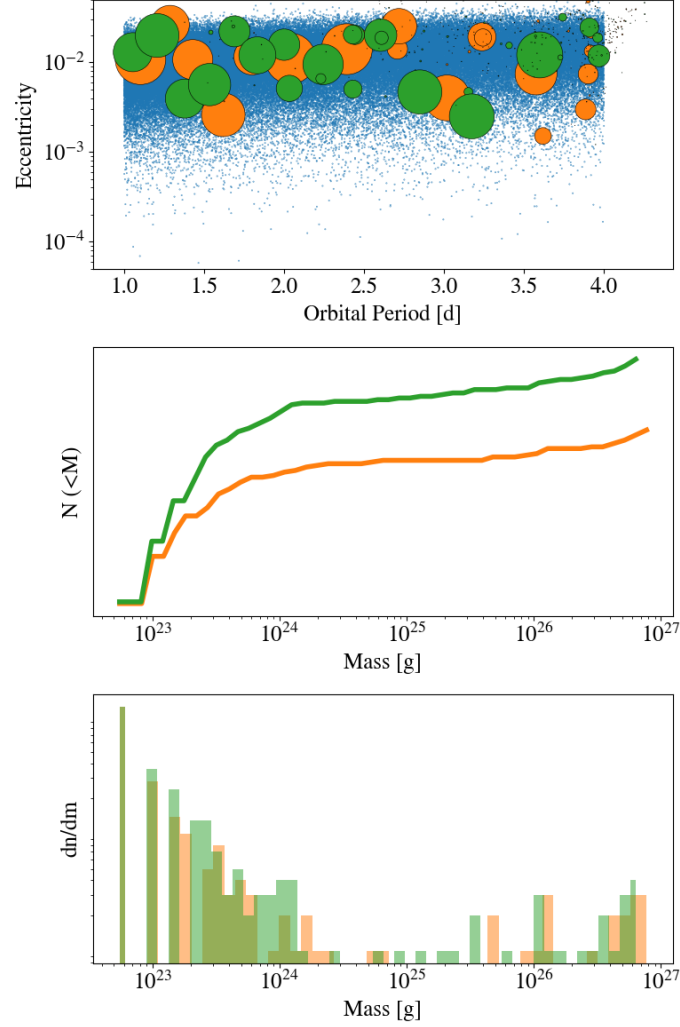 Eccentricity
10⁻²
10⁻³
10⁻⁴
1.0 1.5 2.0 2.5 3.0 3.5 4.0
Orbital Period [d]
N (<M)
10²³ 10²⁴ 10²⁵ 10²⁶ 10²⁷
Mass [g]
dn/dm
10²³ 10²⁴ 10²⁵ 10²⁶ 10²⁷
Mass [g]